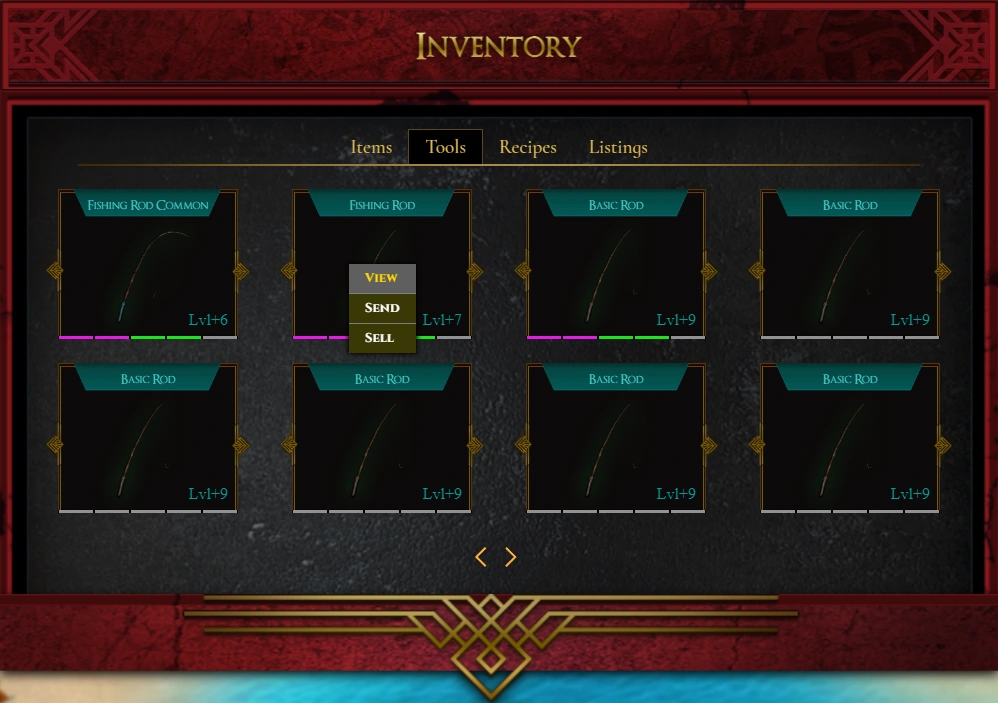 Inventory
Items Tools Recipes Listings
Fishing Rod Common Fishing Rod Basic Rod Basic Rod
View
Send
Sell
Lvl+6 Lvl+7 Lvl+9 Lvl+9
Basic Rod Basic Rod Basic Rod Basic Rod
Lvl+9 Lvl+9 Lvl+9 Lvl+9